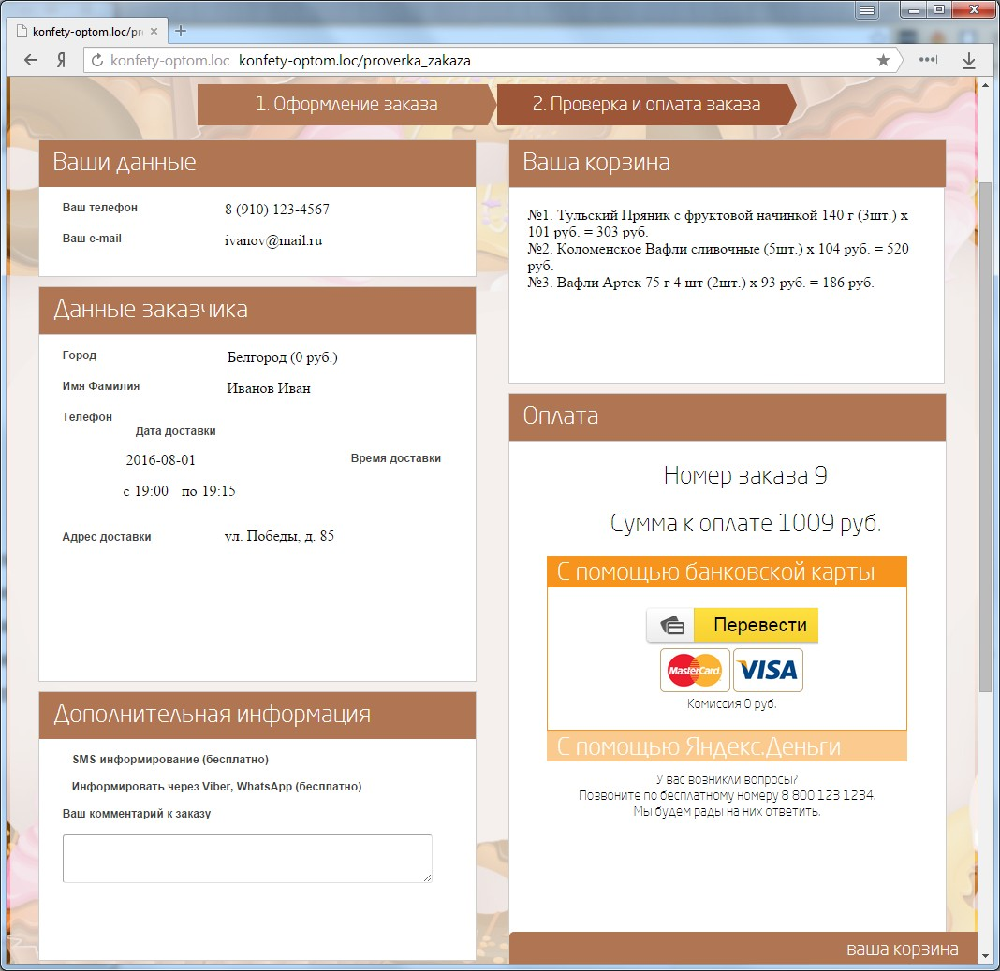 konfety-optom.loc/pr
konfety-optom.loc konfety-optom.loc/proverka_zakaza
1. Оформление заказа
2. Проверка и оплата заказа
Ваши данные
Ваш телефон 8 (910) 123-4567
Ваш e-mail ivanov@mail.ru
Данные заказчика
Город Белгород (0 руб.)
Имя Фамилия Иванов Иван
Телефон
Дата доставки
2016-08-01 Время доставки
с 19:00 по 19:15
Адрес доставки ул. Победы, д. 85
Дополнительная информация
SMS-информирование (бесплатно)
Информировать через Viber, WhatsApp (бесплатно)
Ваш комментарий к заказу
Ваша корзина
№1. Тульский Пряник с фруктовой начинкой 140 г (3шт.) x
101 руб. = 303 руб.
№2. Коломенское Вафли сливочные (5шт.) x 104 руб. = 520
руб.
№3. Вафли Артек 75 г 4 шт (2шт.) x 93 руб. = 186 руб.
Оплата
Номер заказа 9
Сумма к оплате 1009 руб.
С помощью банковской карты
Перевести
MasterCard VISA
Комиссия 0 руб.
С помощью Яндекс.Деньги
У вас возникли вопросы?
Позвоните по бесплатному номеру 8 800 123 1234.
Мы будем рады на них ответить.
ваша корзина